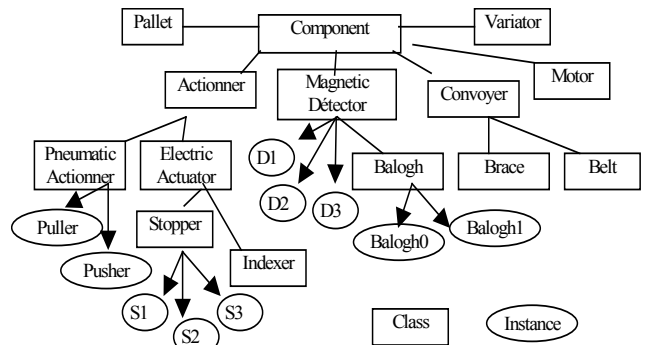 Pallet
Component
Variator
Actionner
Magnetic
Détector
Convoyer
Motor
Pneumatic
Actionner
Electric
Actuator
D1
D2
D3
Balogh
Brace
Belt
Puller
Pusher
Stopper
Indexer
Balogh0
Balogh1
S1
S2
S3
Class
Instance